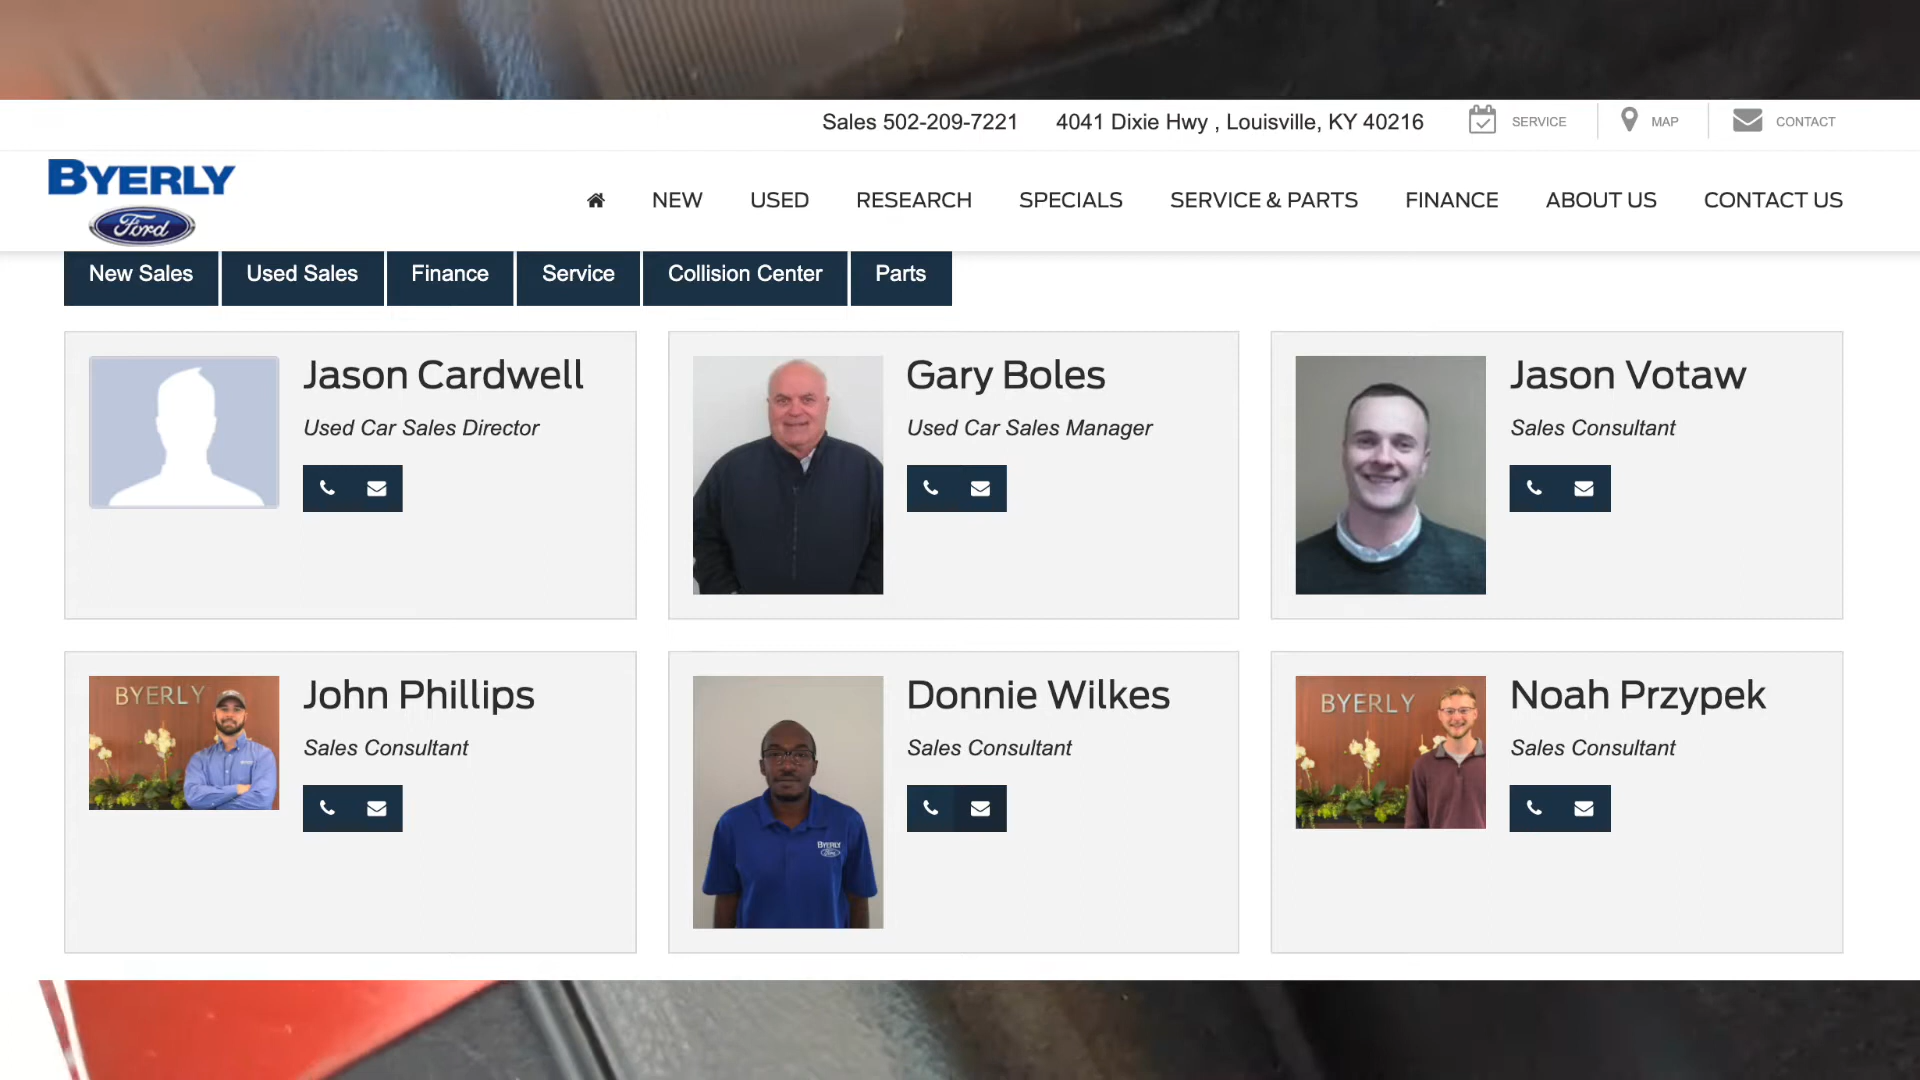 Sales 502-209-7221 4041 Dixie Hwy , Louisville, KY 40216 SERVICE MAP CONTACT
BYERLY
Ford
NEW USED RESEARCH SPECIALS SERVICE & PARTS FINANCE ABOUT US CONTACT US
New Sales Used Sales Finance Service Collision Center Parts
Jason Cardwell
Used Car Sales Director
Gary Boles
Used Car Sales Manager
Jason Votaw
Sales Consultant
BYERLY
John Phillips
Sales Consultant
BYERLY
Ford
Donnie Wilkes
Sales Consultant
BYERLY
Noah Przypek
Sales Consultant